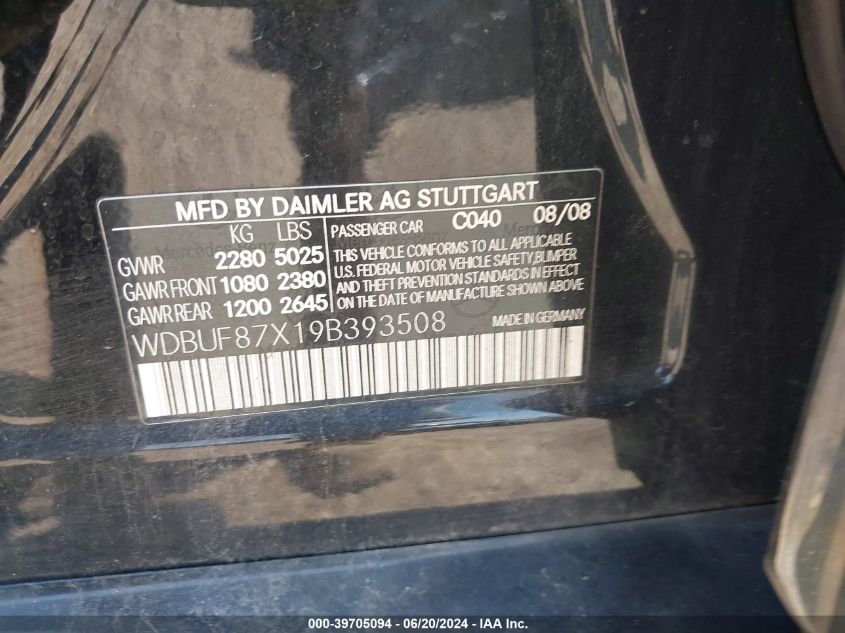 MFD BY DAIMLER AG STUTTGART
KG LBS
GVWR 2280 5025
GAWR FRONT 1080 2380
GAWR REAR 1200 2645
PASSENGER CAR C040 08/08
THIS VEHICLE CONFORMS TO ALL APPLICABLE
U.S. FEDERAL MOTOR VEHICLE SAFETY,BUMPER
AND THEFT PREVENTION STANDARDS IN EFFECT
ON THE DATE OF MANUFACTURE SHOWN ABOVE.
WDBUF87X19B393508 MADE IN GERMANY
000-39705094 — 06/20/2024 — IAA Inc.